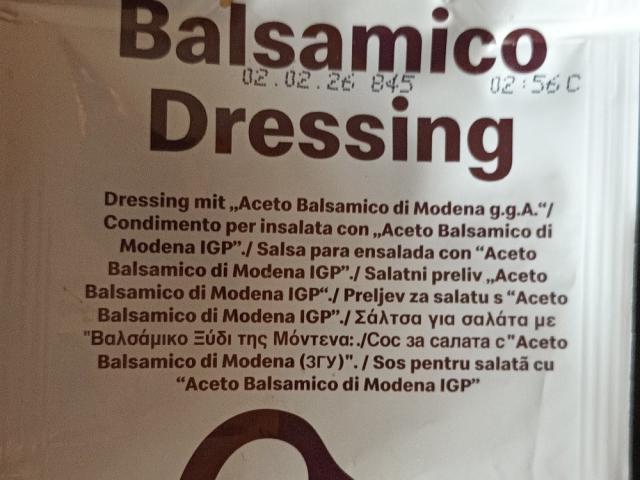 Balsamico
02.02.26 845 02:56C
Dressing
Dressing mit „Aceto Balsamico di Modena g.g.A.“/
Condimento per insalata con „Aceto Balsamico di
Modena IGP”./ Salsa para ensalada con “Aceto
Balsamico di Modena IGP”./ Salatni preliv „Aceto
Balsamico di Modena IGP“./ Preljev za salatu s “Aceto
Balsamico di Modena IGP”./ Σάλτσα για σαλάτα με
"Βαλσάμικο Ξύδι της Μόντενα: ./Сос за салата с"Aceto
Balsamico di Modena (ЗГУ)". / Sos pentru salată cu
“Aceto Balsamico di Modena IGP”